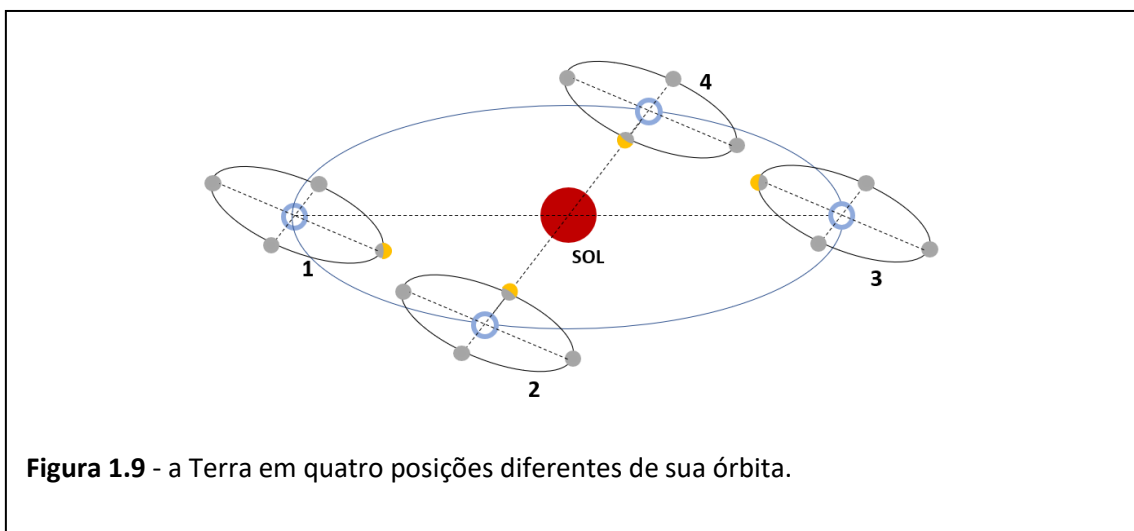 4
SOL
1
3
2
Figura 1.9 - a Terra em quatro posições diferentes de sua órbita.